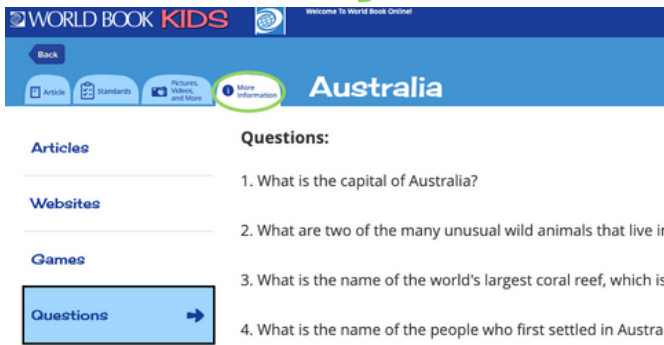 WORLD BOOK KIDS
Welcome To World Book Online!
Back
Article
Standards
Pictures,
Videos,
and More
More
Information
Australia
Articles
Websites
Games
Questions
Questions:
1. What is the capital of Australia?
2. What are two of the many unusual wild animals that live
3. What is the name of the world's largest coral reef, which is
4. What is the name of the people who first settled in